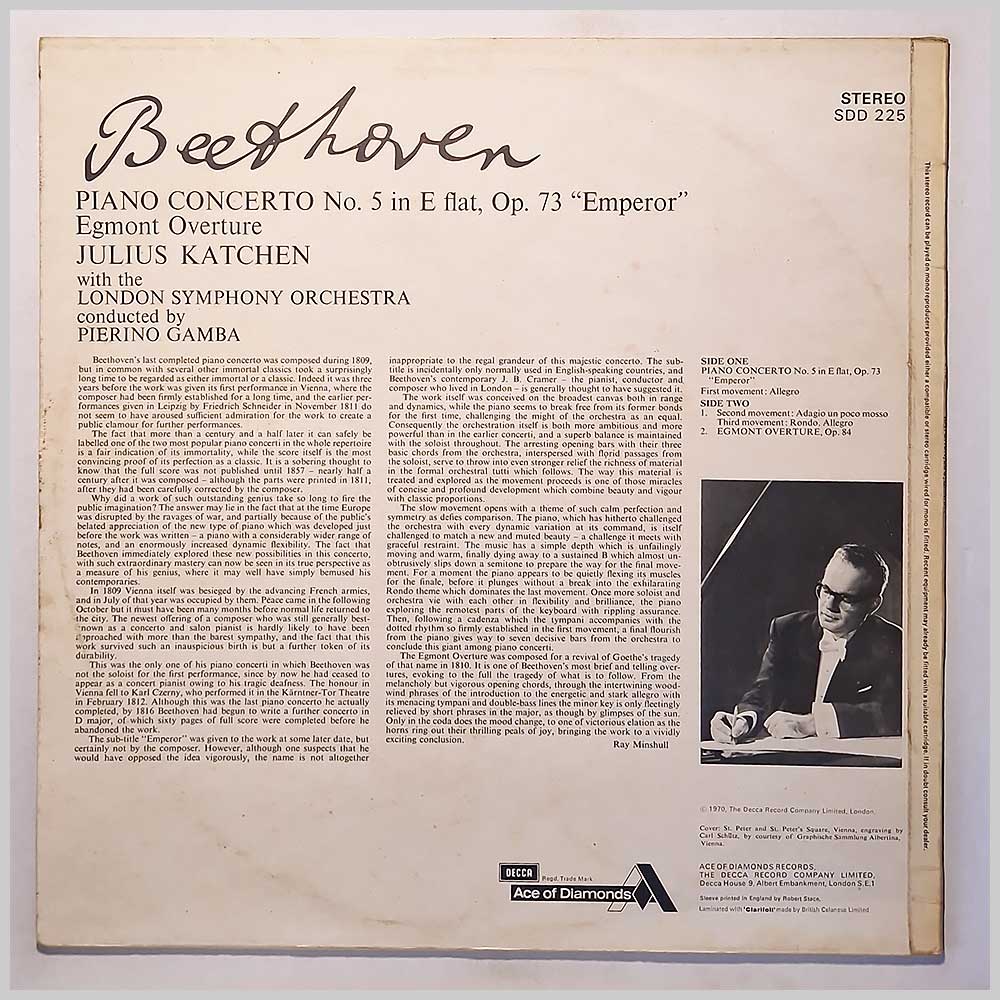 Beethoven
PIANO CONCERTO No. 5 in E flat, Op. 73 “Emperor”
Egmont Overture
JULIUS KATCHEN
with the
LONDON SYMPHONY ORCHESTRA
conducted by
PIERINO GAMBA
STEREO
SDD 225
Beethoven's last completed piano concerto was composed during 1809,
but in common with several other immortal classics took a surprisingly
long time to be regarded as either immortal or a classic. Indeed it was three
years before the work was given its first performance in Vienna, where the
composer had been firmly established for a long time, and the earlier per-
formances given in Leipzig by Friedrich Schneider in November 1811 do
not seem to have aroused sufficient admiration for the work to create a
public clamour for further performances.
The fact that more than a century and a half later it can safely be
labelled one of the two most popular piano concerti in the whole repertoire
is a fair indication of its immortality, while the score itself is the most
convincing proof of its perfection as a classic. It is a sobering thought to
know that the full score was not published until 1857 – nearly half a
century after it was composed – although the parts were printed in 1811,
after they had been carefully corrected by the composer.
Why did a work of such outstanding genius take so long to fire the
public imagination? The answer may lie in the fact that at the time Europe
was disrupted by the ravages of war, and partially because of the public's
belated appreciation of the new type of piano which was developed just
before the work was written – a piano with a considerably wider range of
notes, and an enormously increased dynamic flexibility. The fact that
Beethoven immediately explored these new possibilities in this concerto,
with such extraordinary mastery can now be seen in its true perspective as
a measure of his genius, where it may well have simply bemused his
contemporaries.
In 1809 Vienna itself was besieged by the advancing French armies,
and in July of that year was occupied by them. Peace came in the following
October but it must have been many months before normal life returned to
the city. The newest offering of a composer who was still generally best-
known as a concerto and salon pianist is hardly likely to have been
approached with more than the barest sympathy, and the fact that this
work survived such an inauspicious birth is but a further token of its
durability.
This was the only one of his piano concerti in which Beethoven was
not the soloist for the first performance, since by now he had ceased to
appear as a concert pianist owing to his tragic deafness. The honour in
Vienna fell to Karl Czerny, who performed it in the Kärntner-Tor Theatre
in February 1812. Although this was the last piano concerto he actually
completed, by 1816 Beethoven had begun to write a further concerto in
D major, of which sixty pages of full score were completed before he
abandoned the work.
The sub-title “Emperor” was given to the work at some later date, but
certainly not by the composer. However, although one suspects that he
would have opposed the idea vigorously, the name is not altogether
inappropriate to the regal grandeur of this majestic concerto. The sub-
title is incidentally only normally used in English-speaking countries, and
Beethoven's contemporary J. B. Cramer – the pianist, conductor and
composer who lived in London – is generally thought to have suggested it.
The work itself was conceived on the broadest canvas both in range
and dynamics, while the piano seems to break free from its former bonds
for the first time, challenging the might of the orchestra as an equal.
Consequently the orchestration itself is both more ambitious and more
powerful than in the earlier concerti, and a superb balance is maintained
with the soloist throughout. The arresting opening bars with their three
basic chords from the orchestra, interspersed with florid passages from
the soloist, serve to throw into even stronger relief the richness of material
in the formal orchestral tutti which follows. The way this material is
treated and explored as the movement proceeds is one of those miracles
of concise and profound development which combine beauty and vigour
with classic proportions.
The slow movement opens with a theme of such calm perfection and
symmetry as defies comparison. The piano, which has hitherto challenged
the orchestra with every dynamic variation at its command, is itself
challenged to match a new and muted beauty – a challenge it meets with
graceful restraint. The music has a simple depth which is unfailingly
moving and warm, finally dying away to a sustained B which almost un-
obtrusively slips down a semitone to prepare the way for the final move-
ment. For a moment the piano appears to be quietly flexing its muscles
for the finale, before it plunges without a break into the exhilarating
Rondo theme which dominates the last movement. Once more soloist and
orchestra vie with each other in flexibility and brilliance, the piano
exploring the remotest parts of the keyboard with rippling assurance.
Then, following a cadenza which the tympani accompanies with the
dotted rhythm so firmly established in the first movement, a final flourish
from the piano gives way to seven decisive bars from the orchestra to
conclude this giant among piano concerti.
The Egmont Overture was composed for a revival of Goethe's tragedy
of that name in 1810. It is one of Beethoven's most brief and telling over-
tures, evoking to the full the tragedy of what is to follow. From the
melancholy but vigorous opening chords, through the intertwining wood-
wind phrases of the introduction to the energetic and stark allegro with
its menacing tympani and double-bass lines the minor key is only fleetingly
relieved by short phrases in the major, as though by glimpses of the sun.
Only in the coda does the mood change, to one of victorious elation as the
horns ring out their thrilling peals of joy, bringing the work to a vividly
exciting conclusion.
Ray Minshull
SIDE ONE
PIANO CONCERTO No. 5 in E flat, Op. 73
“Emperor”
First movement: Allegro
SIDE TWO
1. Second movement: Adagio un poco mosso
Third movement: Rondo. Allegro
2. EGMONT OVERTURE, Op. 84
℗ 1970, The Decca Record Company Limited, London.
Cover: St. Peter and St. Peter's Square, Vienna, engraving by
Carl Schütz, by courtesy of Graphische Sammlung Albertina,
Vienna.
ACE OF DIAMONDS RECORDS,
THE DECCA RECORD COMPANY LIMITED,
Decca House 9, Albert Embankment, London S.E.1
Sleeve printed in England by Robert Stace.
Laminated with 'Clarifoil' made by British Celanese Limited
DECCA
Regd. Trade Mark
Ace of Diamonds
This stereo record can be played on mono reproducers provided either a compatible or stereo cartridge wired for mono is fitted. Recent equipment may already be fitted with a suitable cartridge. If in doubt consult your dealer.